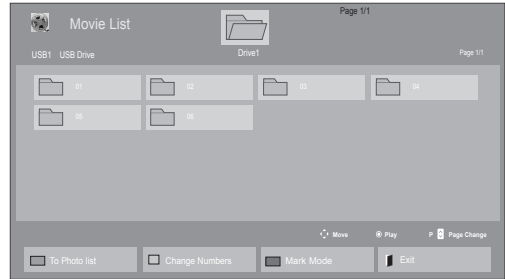 Page 1/1
Movie List
USB1 USB Drive
Drive1
Page 1/1
01 02 03 04
05 06
Move Play P Page Change
To Photo list Change Numbers Mark Mode Exit